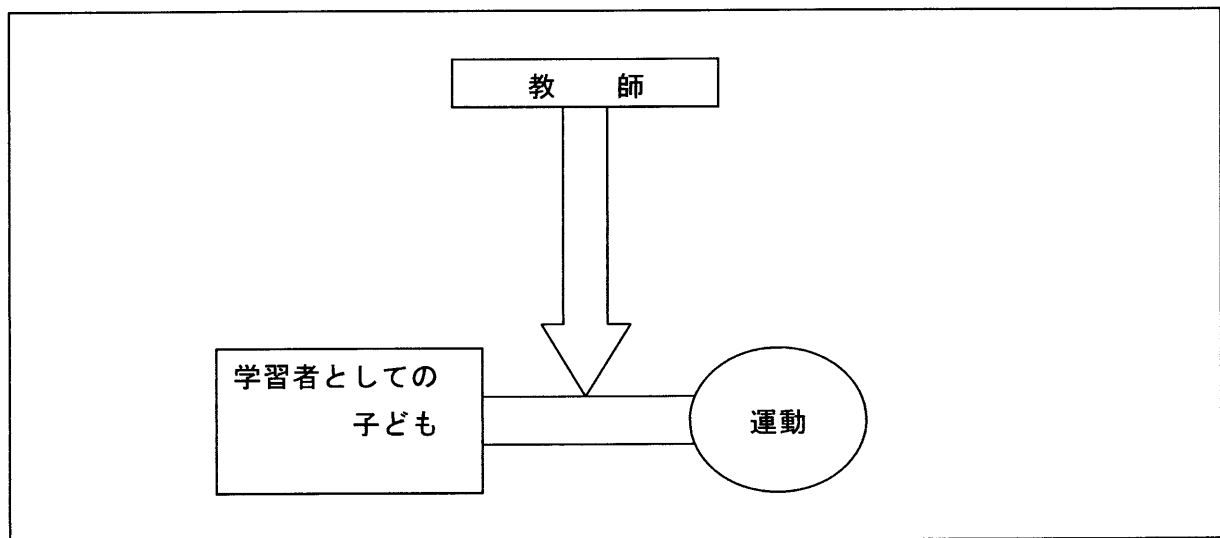 教　　師
学習者としての
子ども
運動